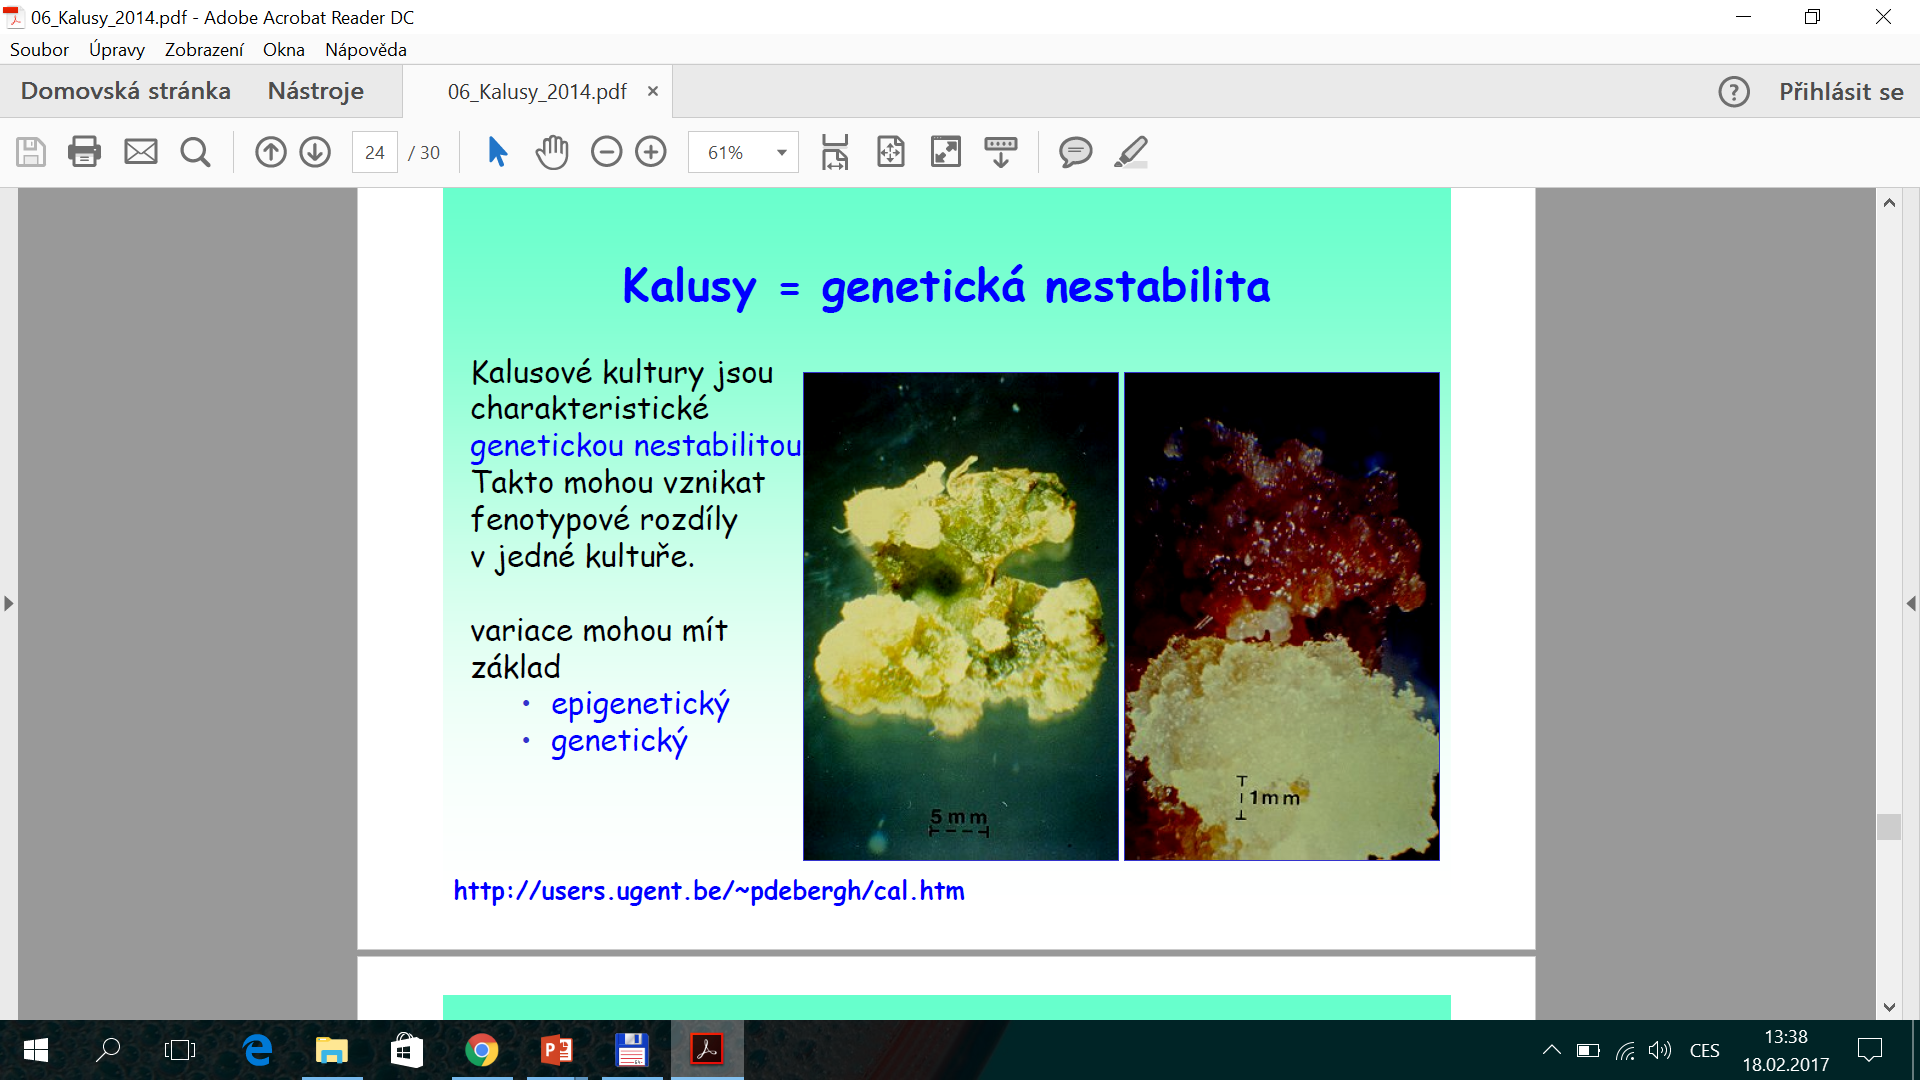 06_Kalusy_2014.pdf - Adobe Acrobat Reader DC
Soubor Úpravy Zobrazení Okna Nápověda
Domovská stránka Nástroje 06_Kalusy_2014.pdf × ? Přihlásit se
24 / 30 61%
Kalusy = genetická nestabilita
Kalusové kultury jsou
charakteristické
genetickou nestabilitou
Takto mohou vznikat
fenotypové rozdíly
v jedné kultuře.
variace mohou mít
základ
• epigenetický
• genetický
5 mm
1mm
http://users.ugent.be/~pdebergh/cal.htm
CES
13:38
18.02.2017